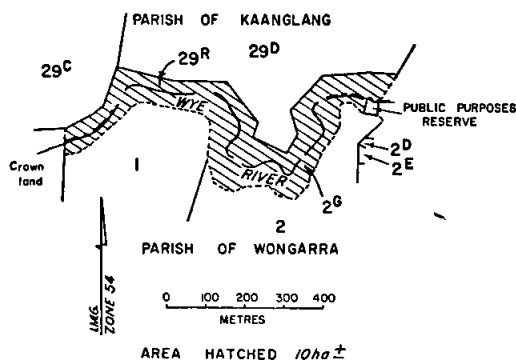 PARISH OF KAANGLANG
29C 29R 29D
WYE
PUBLIC PURPOSES
RESERVE
Crown
land
1
RIVER
2D
2E
2G
2
PARISH OF WONGARRA
I.M.G.
ZONE 54
0 100 200 300 400
METRES
AREA HATCHED 10ha ±